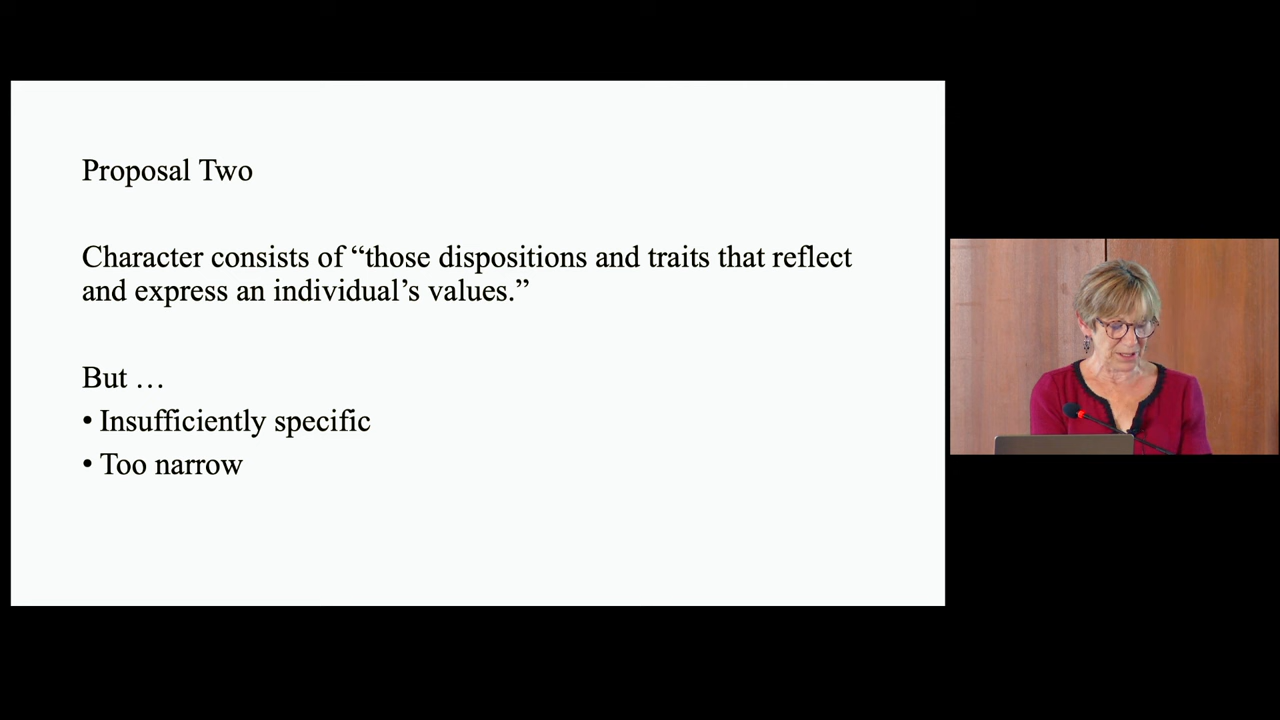 Proposal Two
Character consists of “those dispositions and traits that reflect
and express an individual’s values.”
But …
• Insufficiently specific
• Too narrow